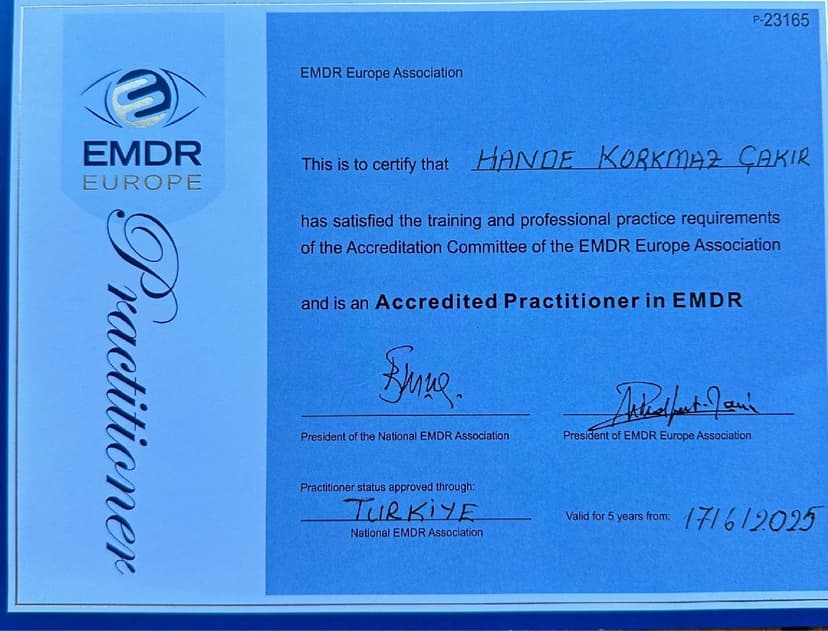 P-23165
EMDR
EUROPE
Practitioner
EMDR Europe Association
This is to certify that HANDE KORKMAZ ÇAKIR
has satisfied the training and professional practice requirements
of the Accreditation Committee of the EMDR Europe Association
and is an Accredited Practitioner in EMDR
President of the National EMDR Association
President of EMDR Europe Association
Practitioner status approved through:
TURKİYE
National EMDR Association
Valid for 5 years from: 17/6/2025